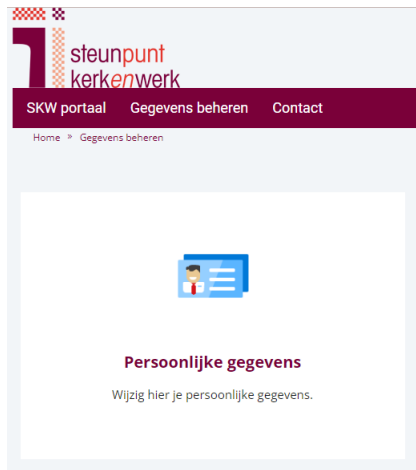 steunpunt
kerkenwerk
SKW portaal Gegevens beheren Contact
Home » Gegevens beheren
Persoonlijke gegevens
Wijzig hier je persoonlijke gegevens.